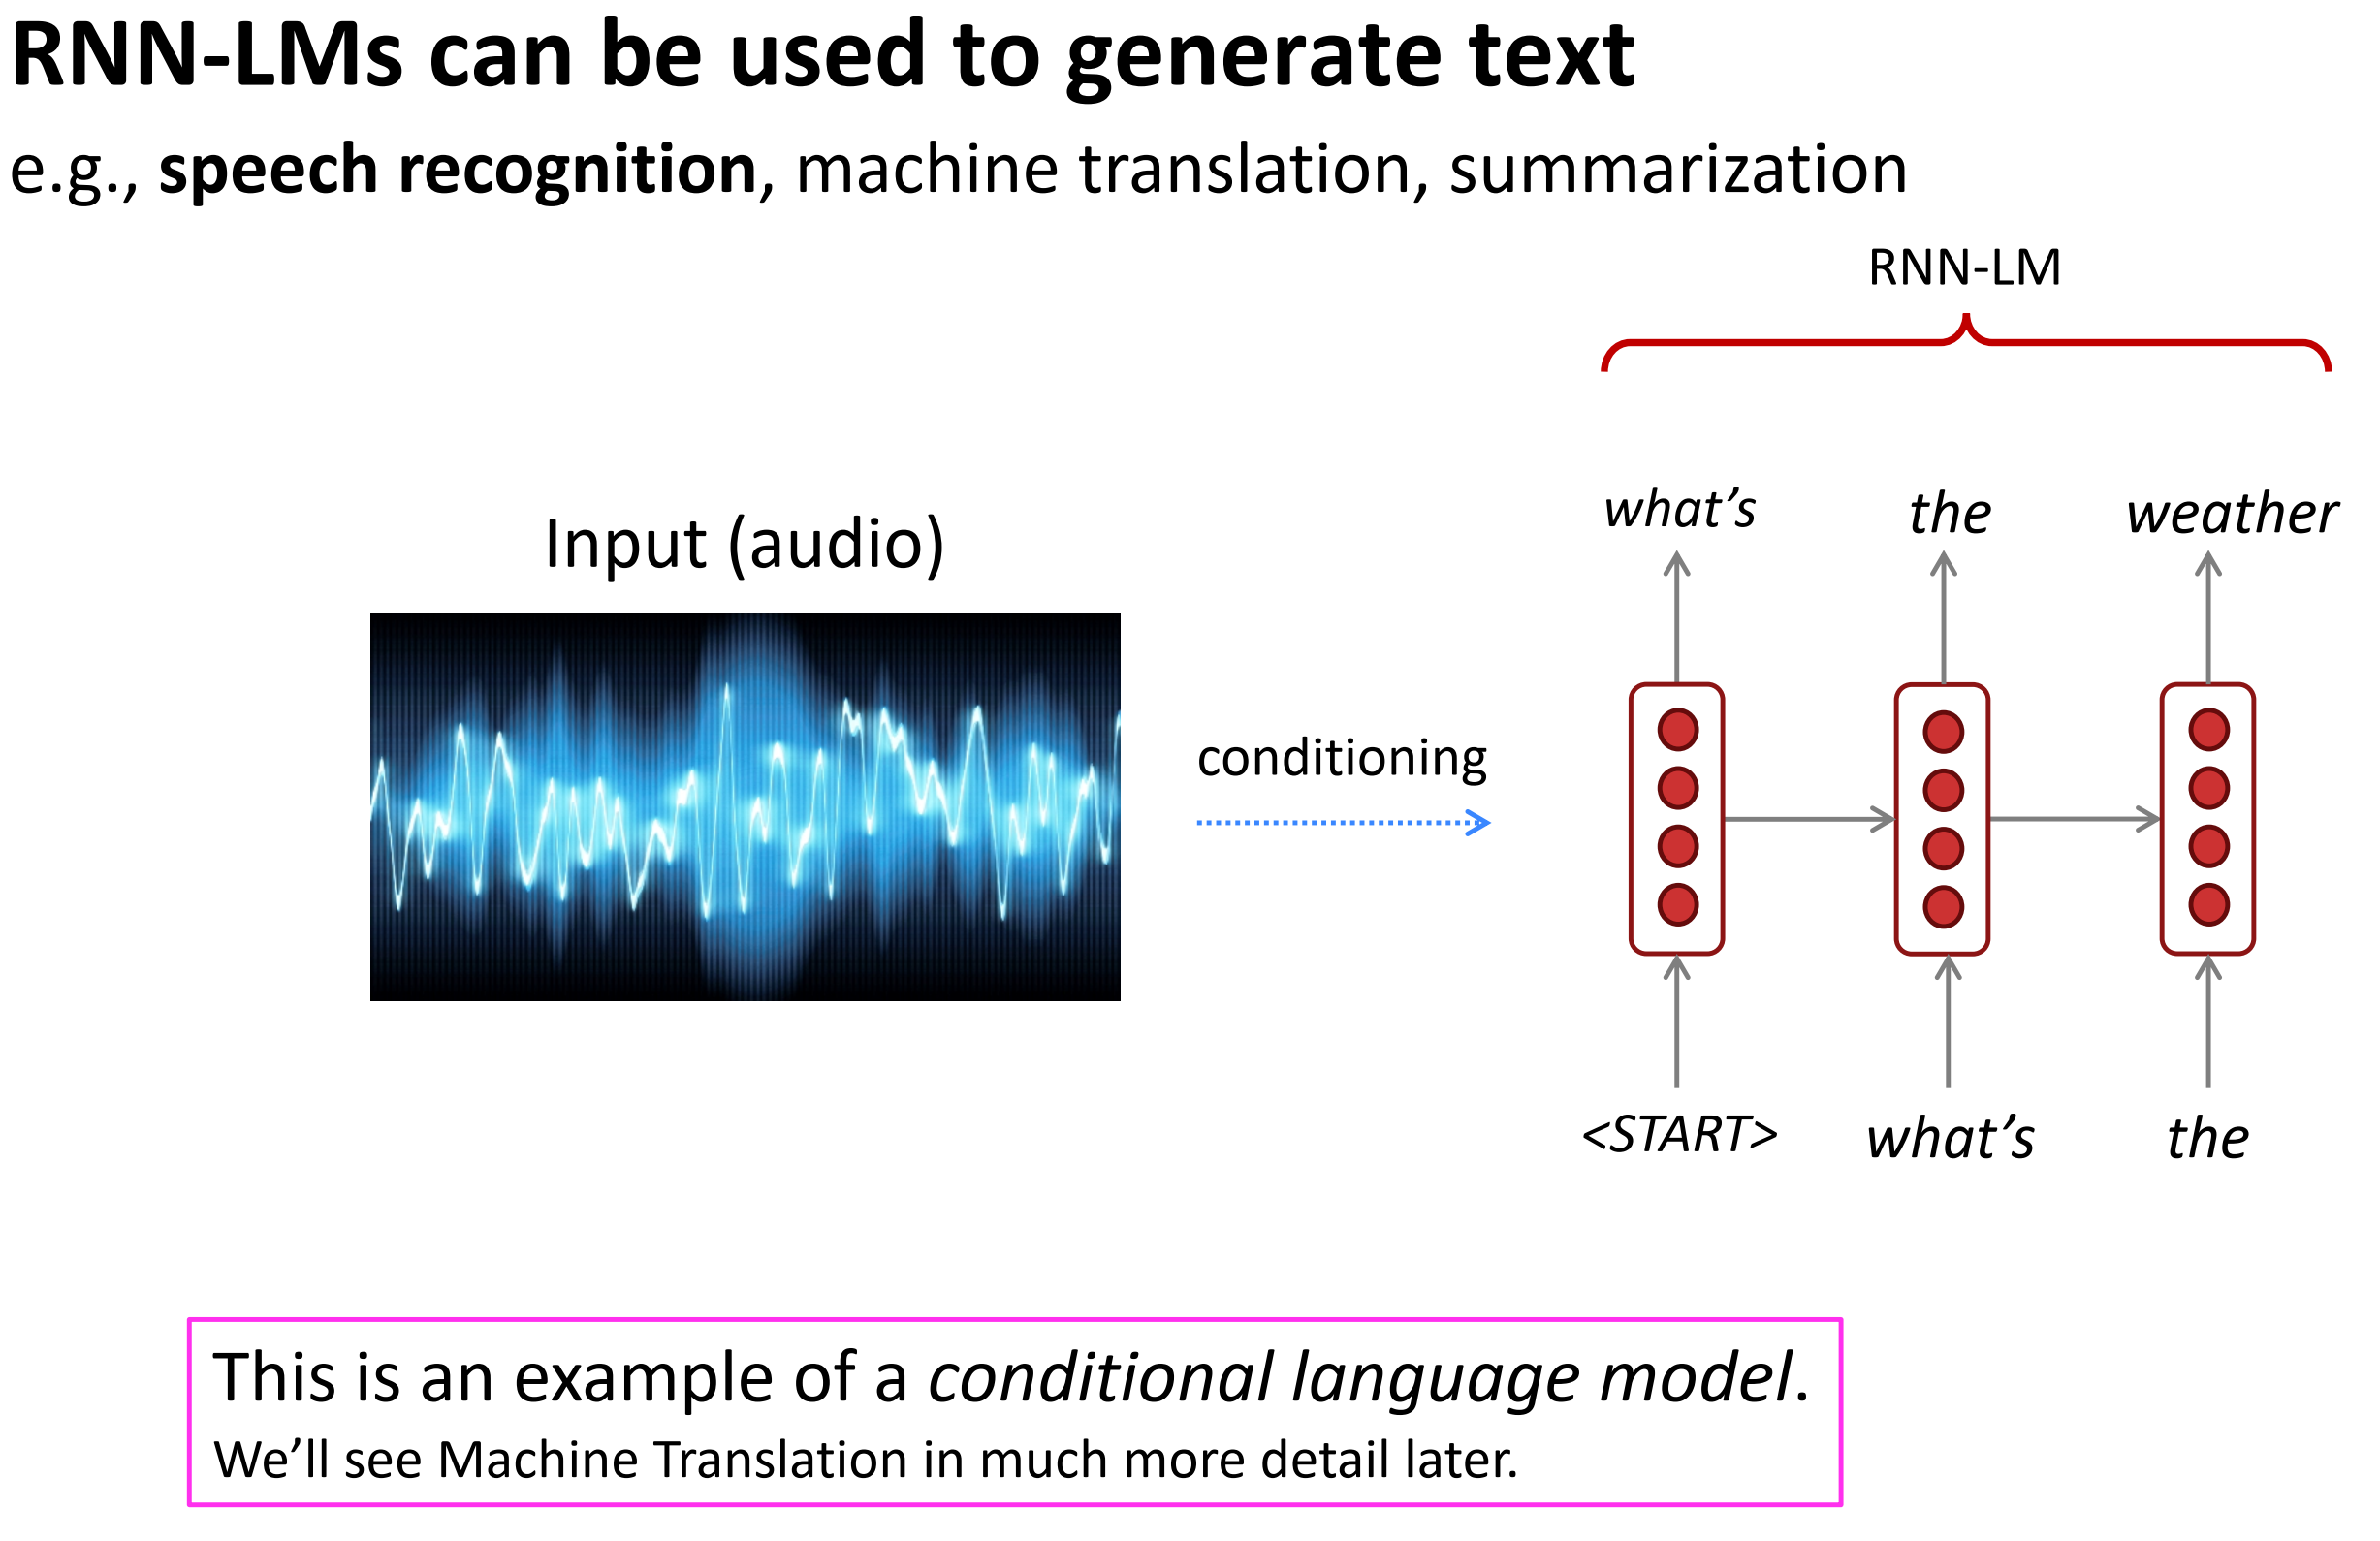 RNN-LMs can be used to generate text
e.g., speech recognition, machine translation, summarization
RNN-LM
Input (audio)
what’s the weather
conditioning
<START> what’s the
This is an example of a conditional language model.
We’ll see Machine Translation in much more detail later.